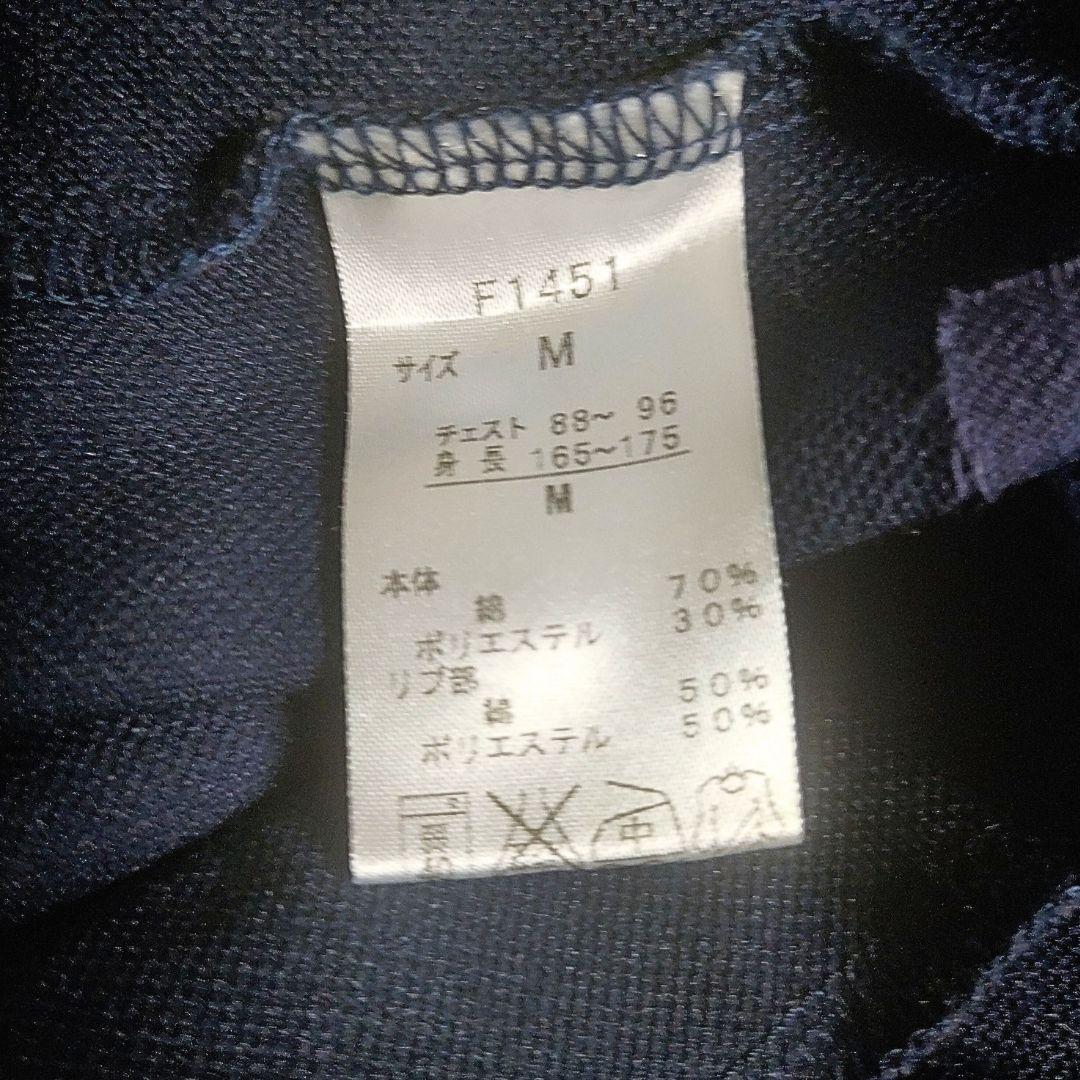 F1451
サイズ M
チェスト 88～ 96
身長 165～175
M
本体
綿 70%
ポリエステル 30%
リブ部
綿 50%
ポリエステル 50%
中